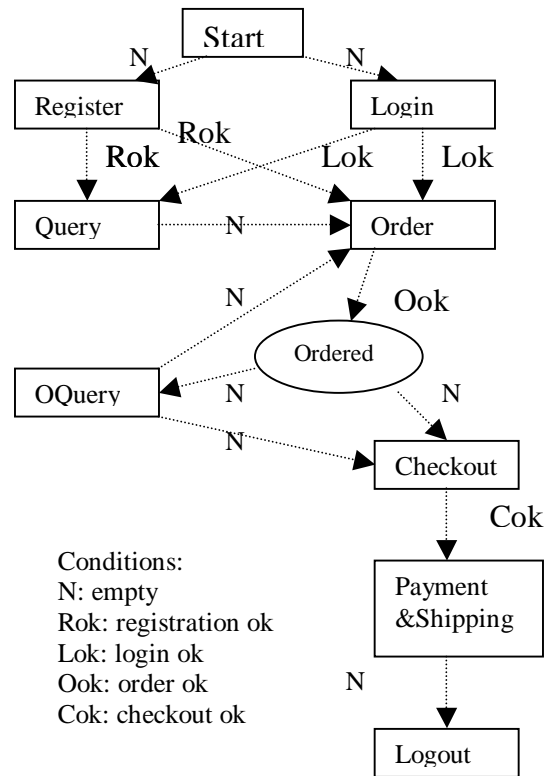 Start
N
N
Register
Login
Rok
Rok
Lok
Lok
Query
N
Order
N
Ook
Ordered
OQuery
N
N
N
Checkout
Cok
Conditions:
N: empty
Rok: registration ok
Lok: login ok
Ook: order ok
Cok: checkout ok
Payment
&Shipping
N
Logout